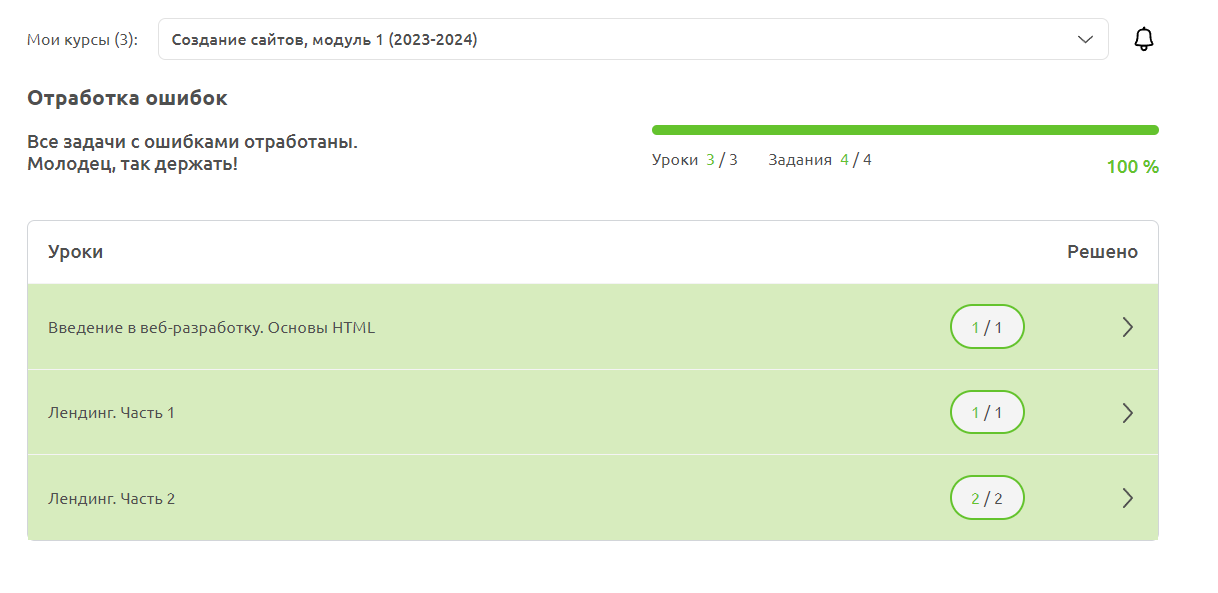 Мои курсы (3):
Создание сайтов, модуль 1 (2023-2024)
Отработка ошибок
Все задачи с ошибками отработаны.
Молодец, так держать!
Уроки 3 / 3 Задания 4 / 4
100 %
Уроки Решено
Введение в веб-разработку. Основы HTML 1 / 1
Лендинг. Часть 1 1 / 1
Лендинг. Часть 2 2 / 2